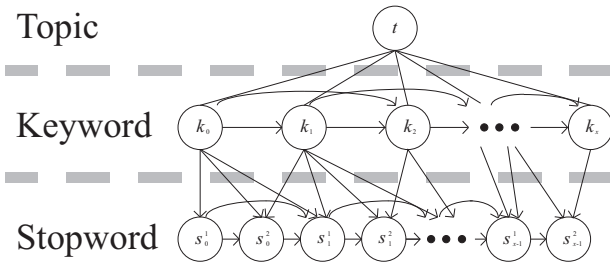 Topic t
Keyword k₀ k₁ k₂ ••• kₛ
Stopword s₀¹ s₀² s₁¹ s₁² ••• sₛ₋₁¹ sₛ₋₁²